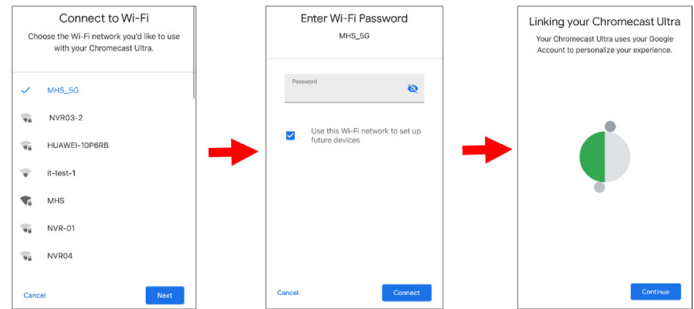 Connect to Wi-Fi
Choose the Wi-Fi network you'd like to use
with your Chromecast Ultra.
MHS_5G
NVR03-2
HUAWEI-10P6RB
it-test-1
MHS
NVR-01
NVR04
Cancel
Next
Enter Wi-Fi Password
MHS_5G
Password
Use this Wi-Fi network to set up
future devices
Cancel
Connect
Linking your Chromecast Ultra
Your Chromecast Ultra uses your Google
Account to personalize your experience.
Continue